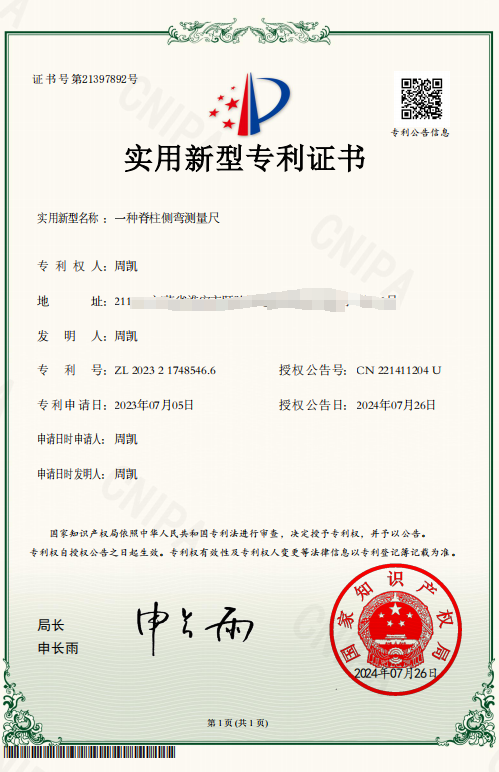 证书号第21397892号
专利公告信息
实用新型专利证书
实用新型名称：一种脊柱侧弯测量尺
专利权人：周凯
地址：211
发明人：周凯
专利号：ZL 2023 2 1748546.6 授权公告号：CN 221411204 U
专利申请日：2023年07月05日 授权公告日：2024年07月26日
申请日时申请人：周凯
申请日时发明人：周凯
国家知识产权局依照中华人民共和国专利法进行审查，决定授予专利权，并予以公告。
专利权自授权公告之日起生效。专利权有效性及专利权人变更等法律信息以专利登记簿记载为准。
局长
申长雨
申长雨
国家知识产权局
2024年07月26日
第1页(共1页)
CNIPA
CNIPA
CNIPA
CNIPA